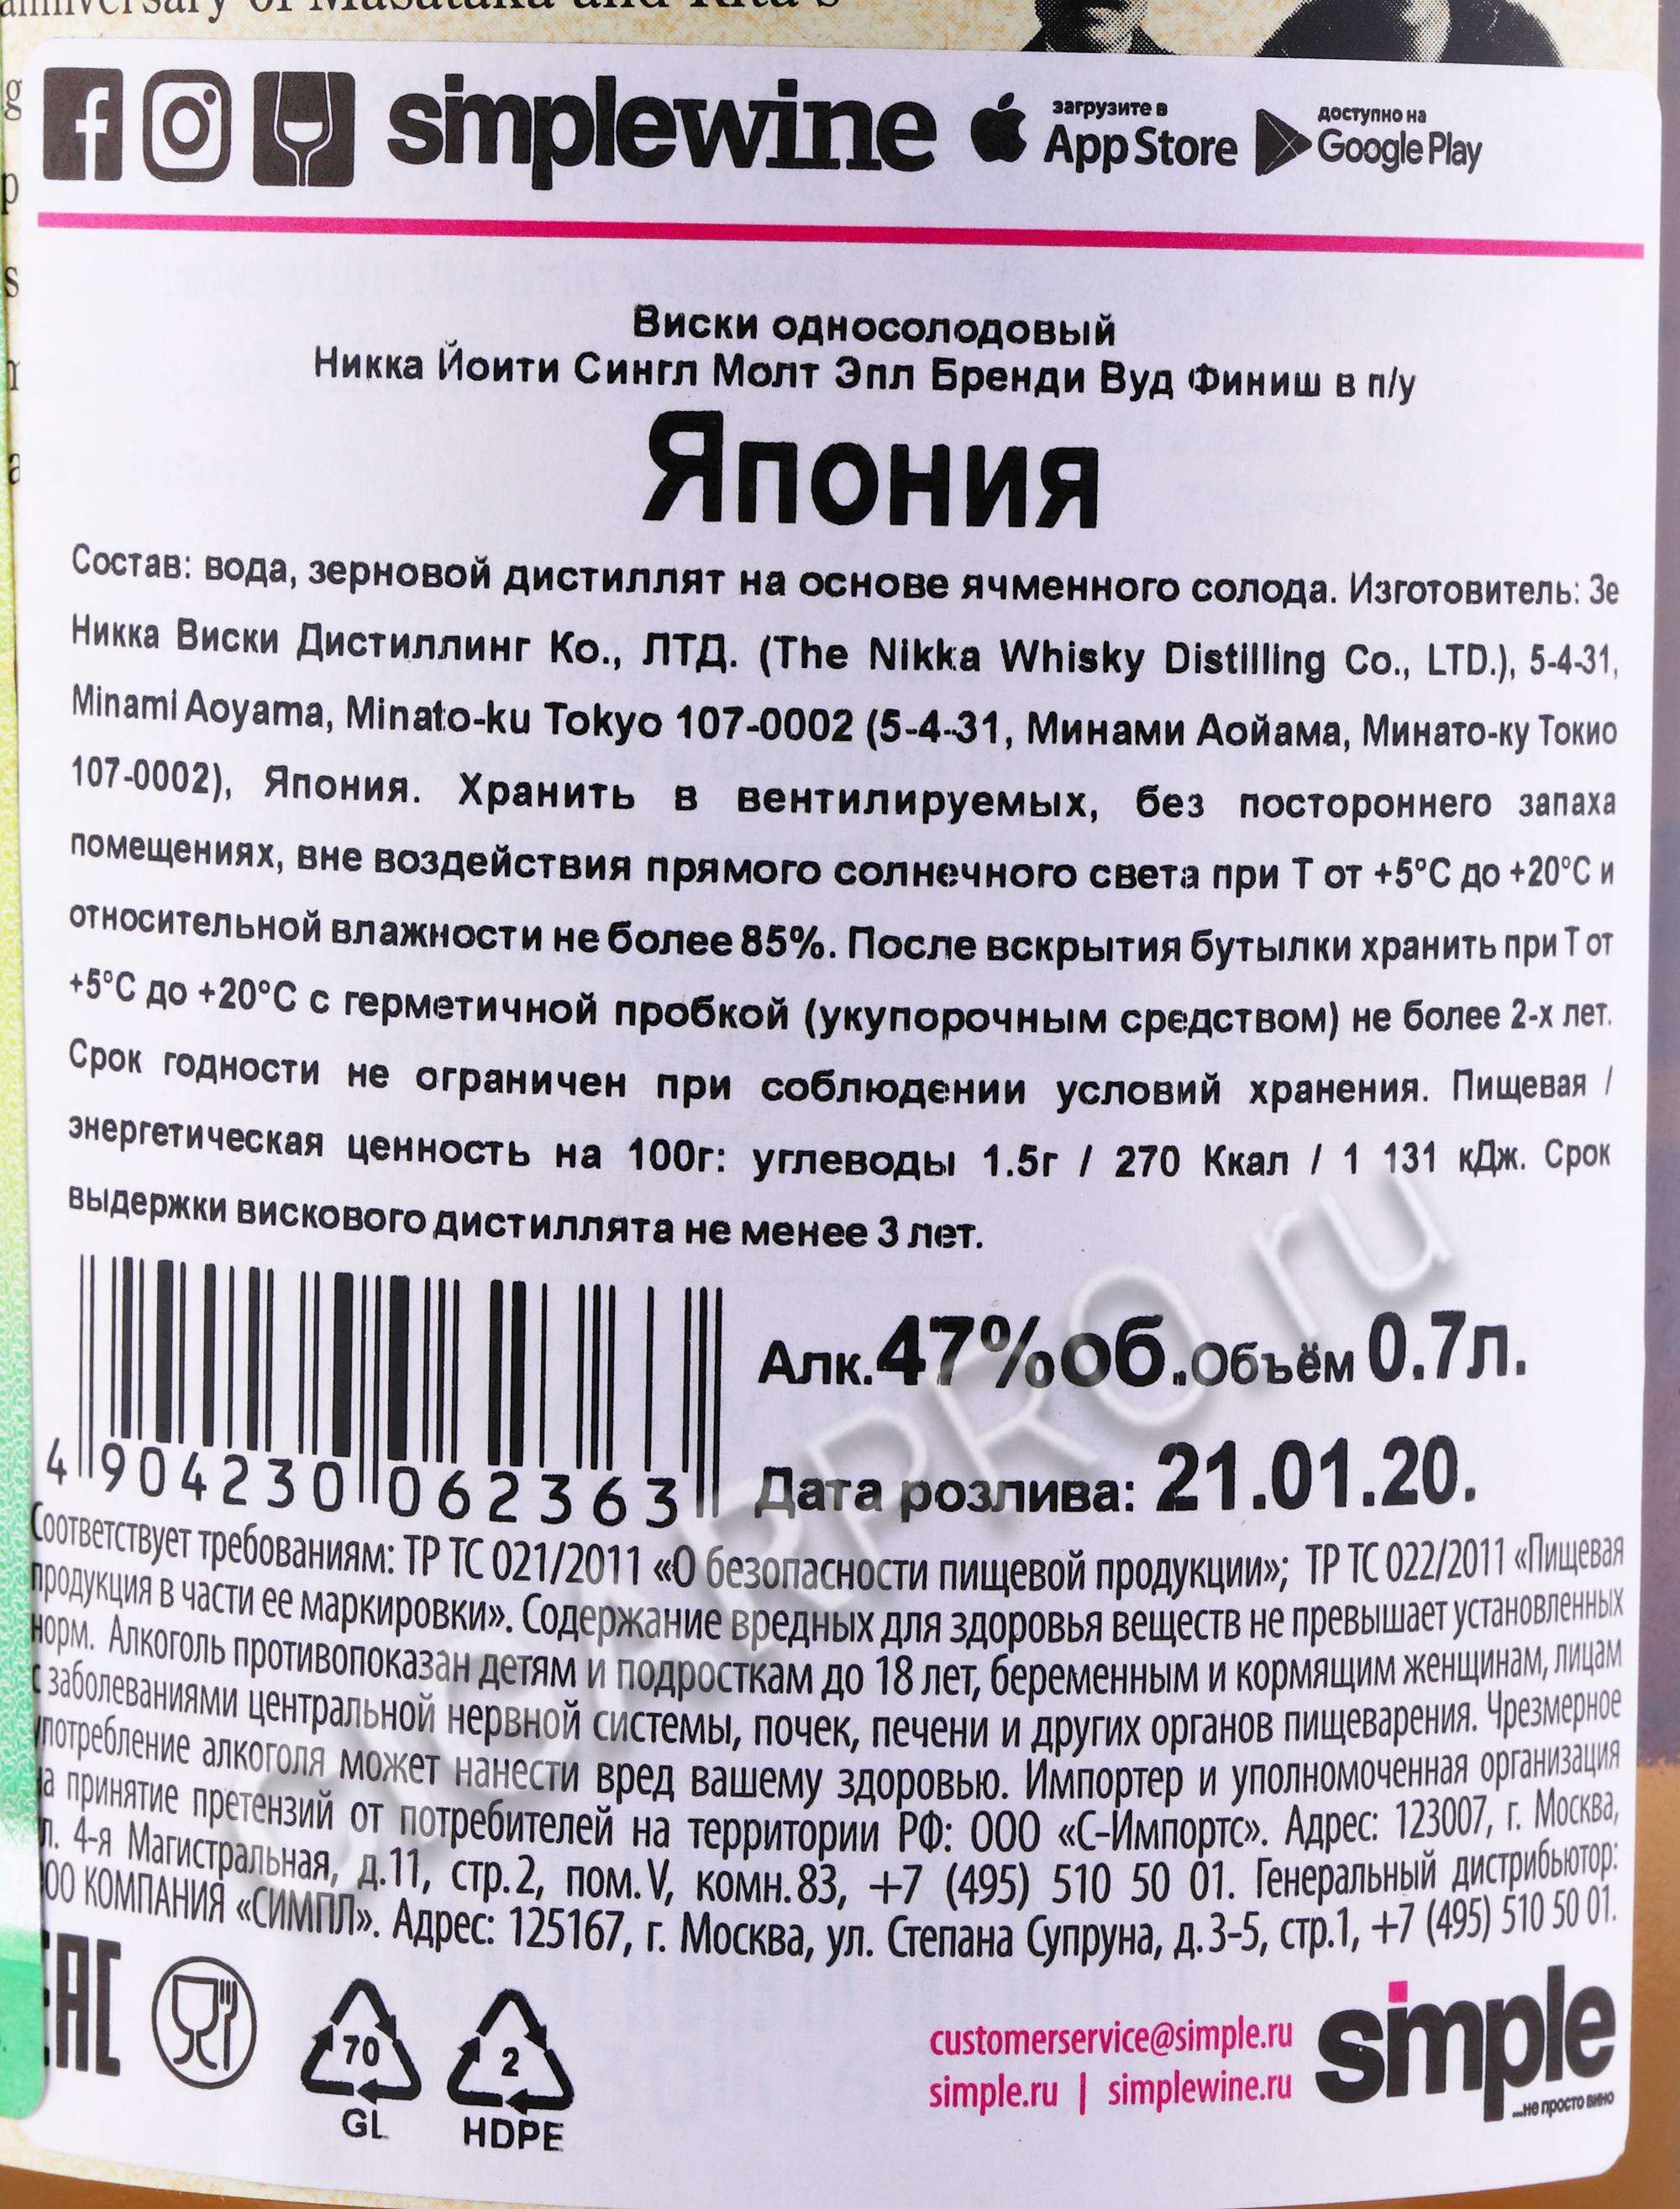 anniversary of Masataka and Rita's
simplewine
загрузите в
App Store
доступно на
Google Play
Виски односолодовый
Никка Йоити Сингл Молт Эпл Бренди Вуд Финиш в п/у
Япония
Состав: вода, зерновой дистиллят на основе ячменного солода. Изготовитель: Зе
Никка Виски Дистиллинг Ко., ЛТД. (The Nikka Whisky Distilling Co., LTD.), 5-4-31,
Minami Aoyama, Minato-ku Tokyo 107-0002 (5-4-31, Минами Аойама, Минато-ку Токио
107-0002), Япония. Хранить в вентилируемых, без постороннего запаха
помещениях, вне воздействия прямого солнечного света при Т от +5°С до +20°С и
относительной влажности не более 85%. После вскрытия бутылки хранить при Т от
+5°С до +20°С с герметичной пробкой (укупорочным средством) не более 2-х лет.
Срок годности не ограничен при соблюдении условий хранения. Пищевая /
энергетическая ценность на 100г: углеводы 1.5г / 270 Ккал / 1 131 кДж. Срок
выдержки вискового дистиллята не менее 3 лет.
Алк.47%об.Объём 0.7л.
4 904230 062363
Дата розлива: 21.01.20.
Соответствует требованиям: ТР ТС 021/2011 «О безопасности пищевой продукции»; ТР ТС 022/2011 «Пищевая
продукция в части ее маркировки». Содержание вредных для здоровья веществ не превышает установленных
норм. Алкоголь противопоказан детям и подросткам до 18 лет, беременным и кормящим женщинам, лицам
с заболеваниями центральной нервной системы, почек, печени и других органов пищеварения. Чрезмерное
употребление алкоголя может нанести вред вашему здоровью. Импортер и уполномоченная организация
на принятие претензий от потребителей на территории РФ: ООО «С-Импортс». Адрес: 123007, г. Москва,
ул. 4-я Магистральная, д.11, стр.2, пом.V, комн.83, +7 (495) 510 50 01. Генеральный дистрибьютор:
ООО КОМПАНИЯ «СИМПЛ». Адрес: 125167, г. Москва, ул. Степана Супруна, д.3-5, стр.1, +7 (495) 510 50 01.
EAC
70
GL
2
HDPE
customerservice@simple.ru
simple.ru | simplewine.ru
simple
...не просто вино
CIGARPRO.ru